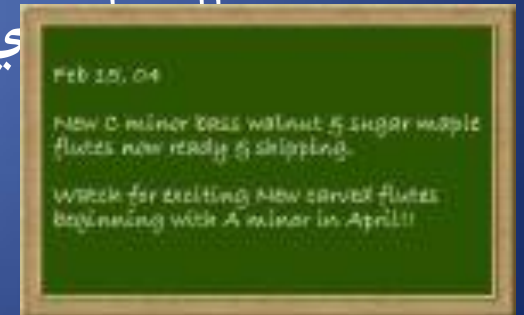 Feb 15, 04
New C minor bass walnut & sugar maple
flutes now ready & shipping.
Watch for exciting New carved flutes
beginning with A minor in April!!